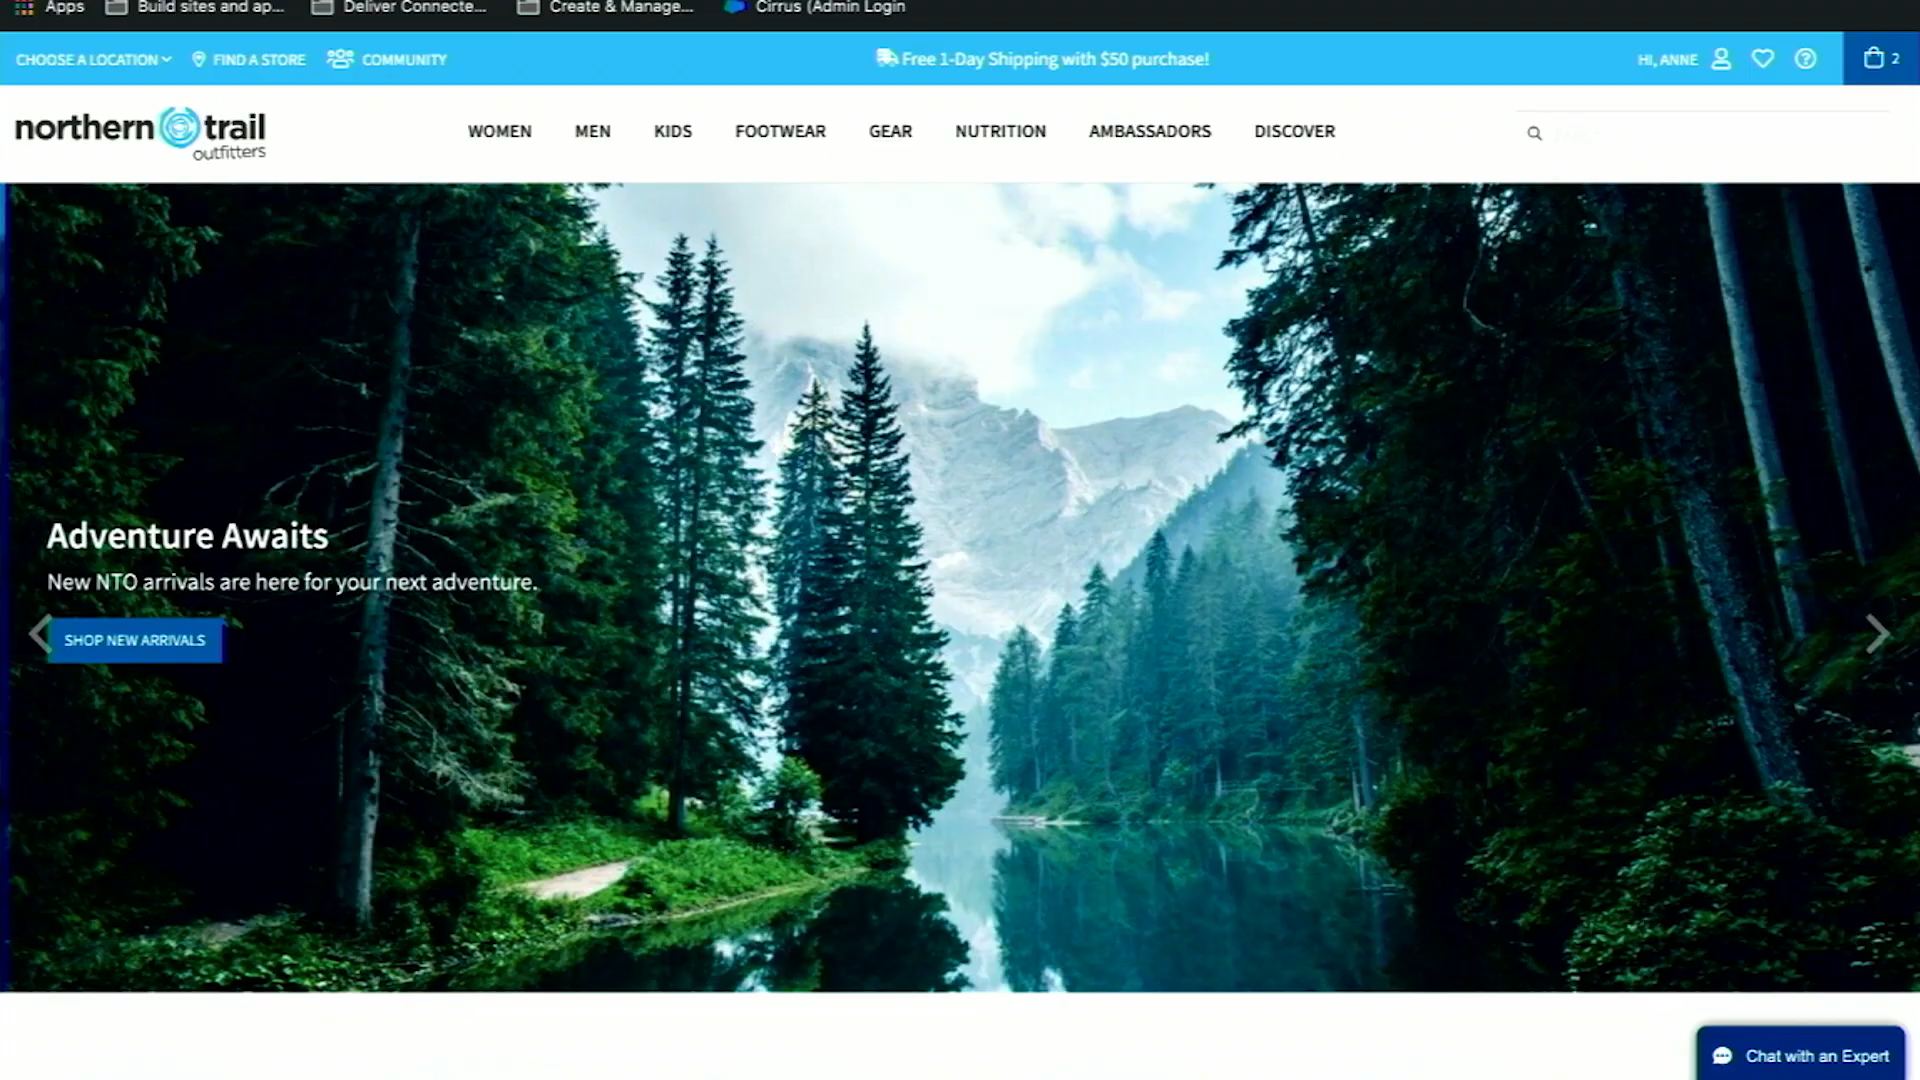 Apps Build sites and ap... Deliver Connecte... Create & Manage... Cirrus (Admin Login
CHOOSE A LOCATION FIND A STORE COMMUNITY Free 1-Day Shipping with $50 purchase! HI, ANNE 2
northern trail
outfitters
WOMEN MEN KIDS FOOTWEAR GEAR NUTRITION AMBASSADORS DISCOVER
Adventure Awaits
New NTO arrivals are here for your next adventure.
SHOP NEW ARRIVALS
Chat with an Expert